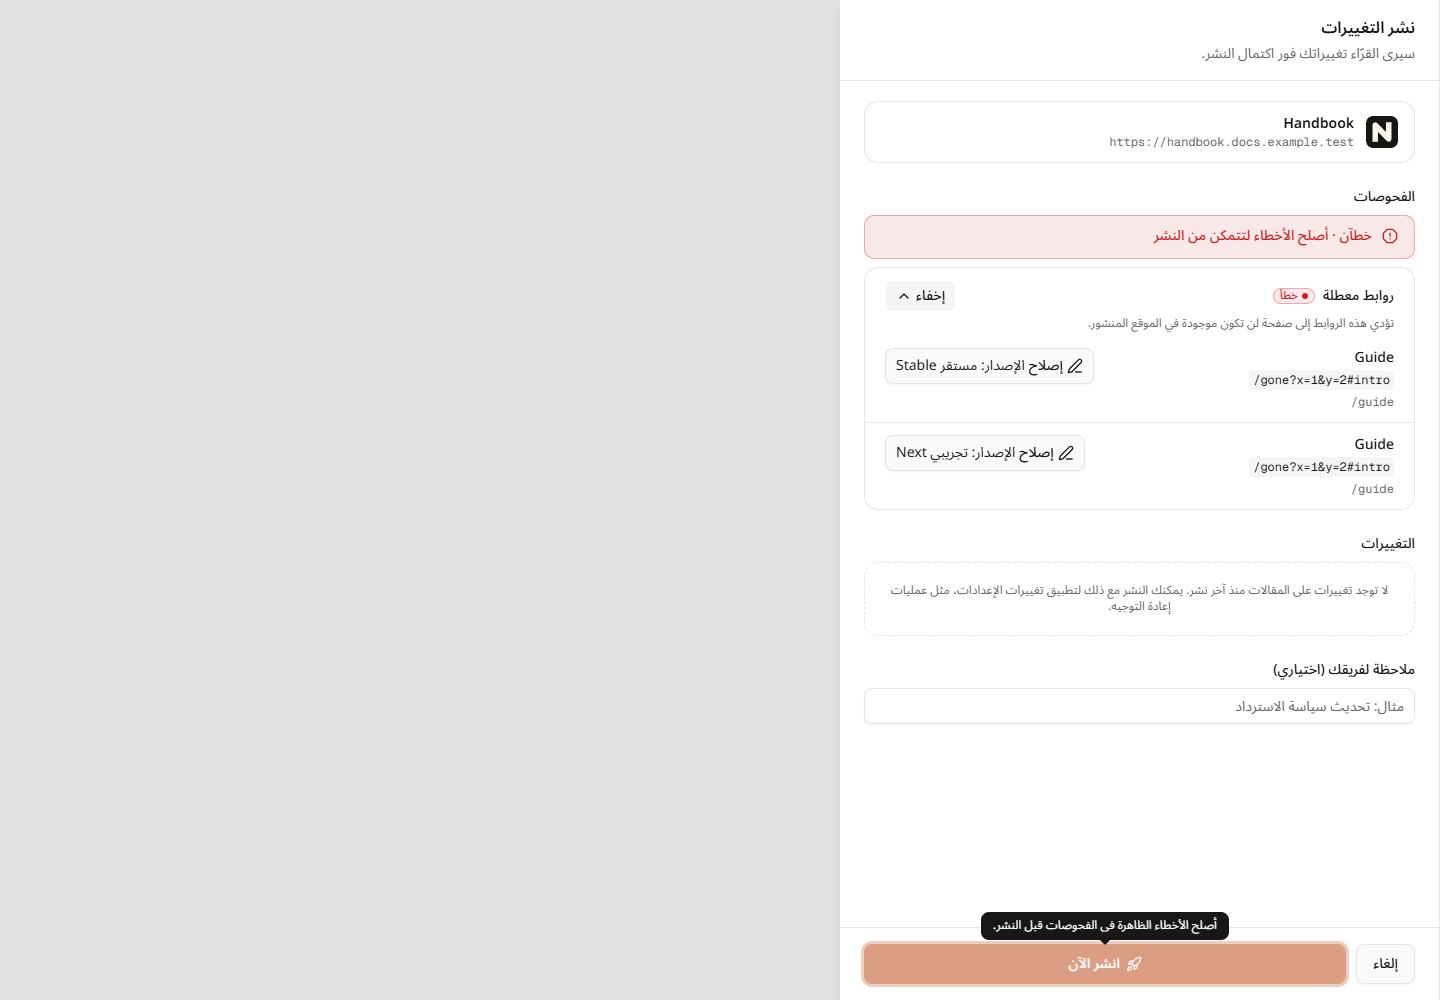 نشر التغييرات
سيرى القرّاء تغييراتك فور اكتمال النشر.
N
Handbook
https://handbook.docs.example.test
الفحوصات
خطآن · أصلح الأخطاء لتتمكن من النشر
روابط معطلة
خطأ
إخفاء
تؤدي هذه الروابط إلى صفحة لن تكون موجودة في الموقع المنشور.
Guide
/gone?x=1&y=2#intro
/guide
إصلاح الإصدار: مستقر Stable
Guide
/gone?x=1&y=2#intro
/guide
إصلاح الإصدار: تجريبي Next
التغييرات
لا توجد تغييرات على المقالات منذ آخر نشر. يمكنك النشر مع ذلك لتطبيق تغييرات الإعدادات، مثل عمليات
إعادة التوجيه.
ملاحظة لفريقك (اختياري)
مثال: تحديث سياسة الاسترداد
أصلح الأخطاء الظاهرة في الفحوصات قبل النشر.
إلغاء
انشر الآن